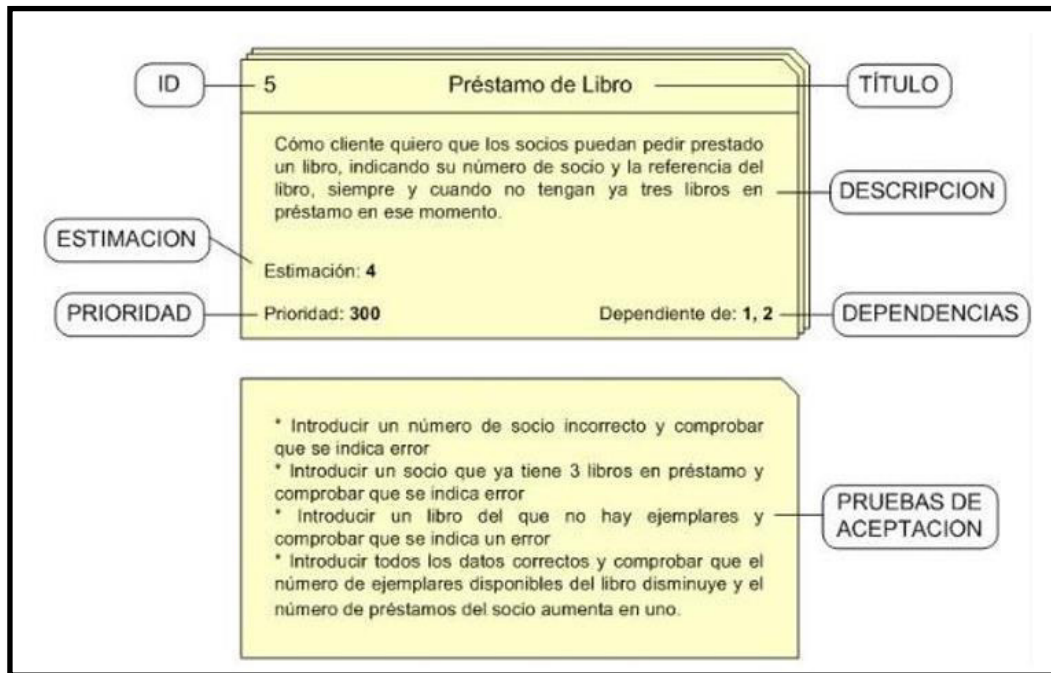 ID
5
Préstamo de Libro
TÍTULO
Cómo cliente quiero que los socios puedan pedir prestado
un libro, indicando su número de socio y la referencia del
libro, siempre y cuando no tengan ya tres libros en
préstamo en ese momento.
DESCRIPCION
ESTIMACION
Estimación: 4
PRIORIDAD
Prioridad: 300
Dependiente de: 1, 2
DEPENDENCIAS
* Introducir un número de socio incorrecto y comprobar
que se indica error
* Introducir un socio que ya tiene 3 libros en préstamo y
comprobar que se indica error
* Introducir un libro del que no hay ejemplares y
comprobar que se indica un error
* Introducir todos los datos correctos y comprobar que el
número de ejemplares disponibles del libro disminuye y el
número de préstamos del socio aumenta en uno.
PRUEBAS DE
ACEPTACION